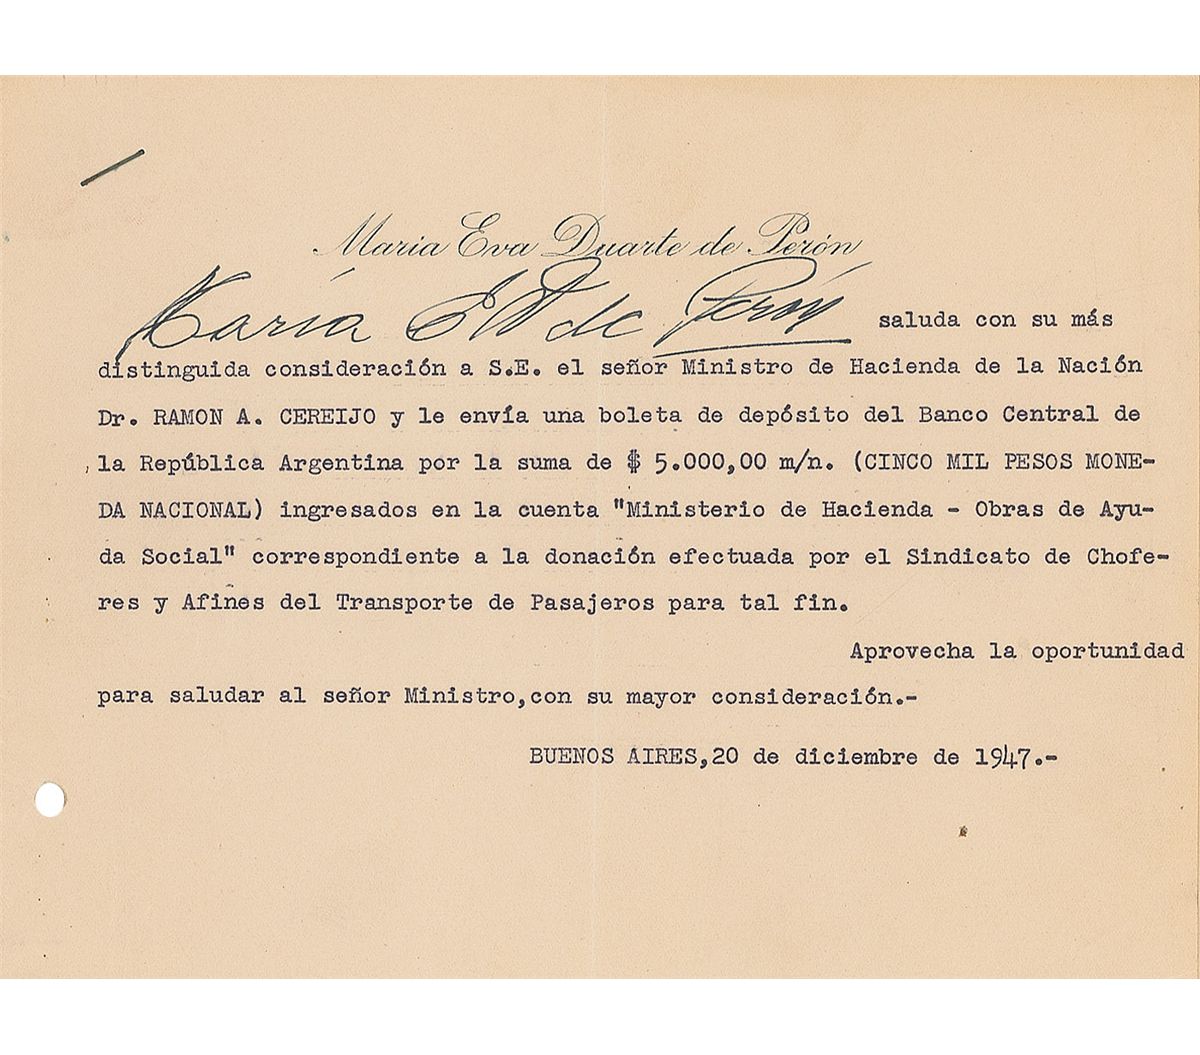 Maria Eva Duarte de Perón
María E D de Perón saluda con su más
distinguida consideración a S.E. el señor Ministro de Hacienda de la Nación
Dr. RAMON A. CEREIJO y le envía una boleta de depósito del Banco Central de
la República Argentina por la suma de $ 5.000,00 m/n. (CINCO MIL PESOS MONE-
DA NACIONAL) ingresados en la cuenta "Ministerio de Hacienda - Obras de Ayu-
da Social" correspondiente a la donación efectuada por el Sindicato de Chofe-
res y Afines del Transporte de Pasajeros para tal fin.
Aprovecha la oportunidad
para saludar al señor Ministro,con su mayor consideración.-
BUENOS AIRES,20 de diciembre de 1947.-